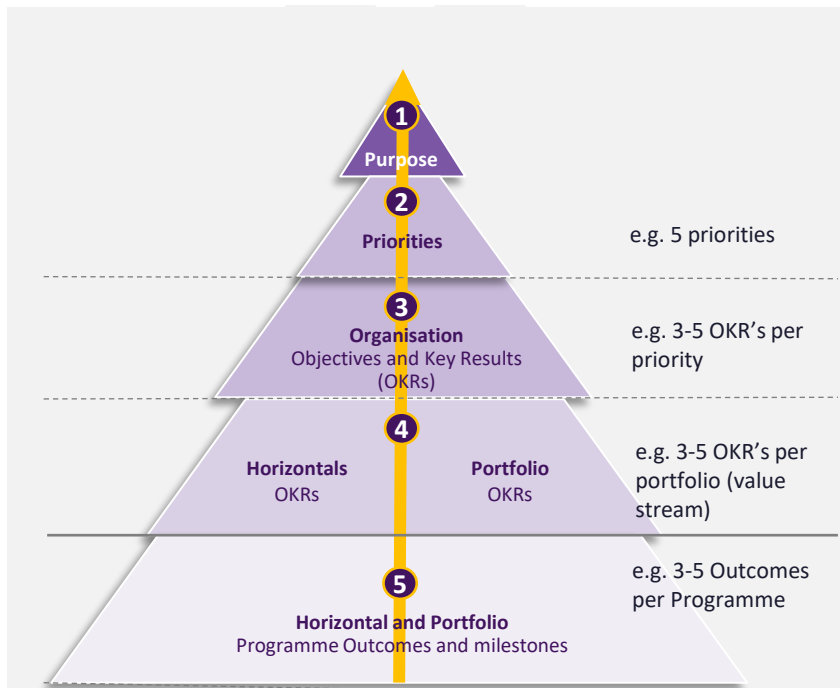 1
Purpose
2
Priorities
e.g. 5 priorities
3
Organisation
Objectives and Key Results
(OKRs)
e.g. 3-5 OKR’s per
priority
4
Horizontals
OKRs
Portfolio
OKRs
e.g. 3-5 OKR’s per
portfolio (value
stream)
5
Horizontal and Portfolio
Programme Outcomes and milestones
e.g. 3-5 Outcomes
per Programme